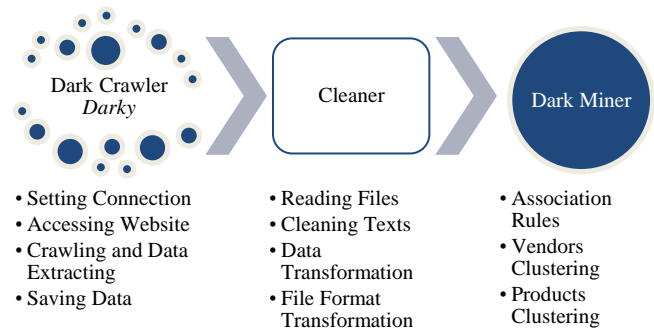 Dark Crawler
Darky
Cleaner
Dark Miner
• Setting Connection
• Accessing Website
• Crawling and Data
Extracting
• Saving Data
• Reading Files
• Cleaning Texts
• Data
Transformation
• File Format
Transformation
• Association
Rules
• Vendors
Clustering
• Products
Clustering